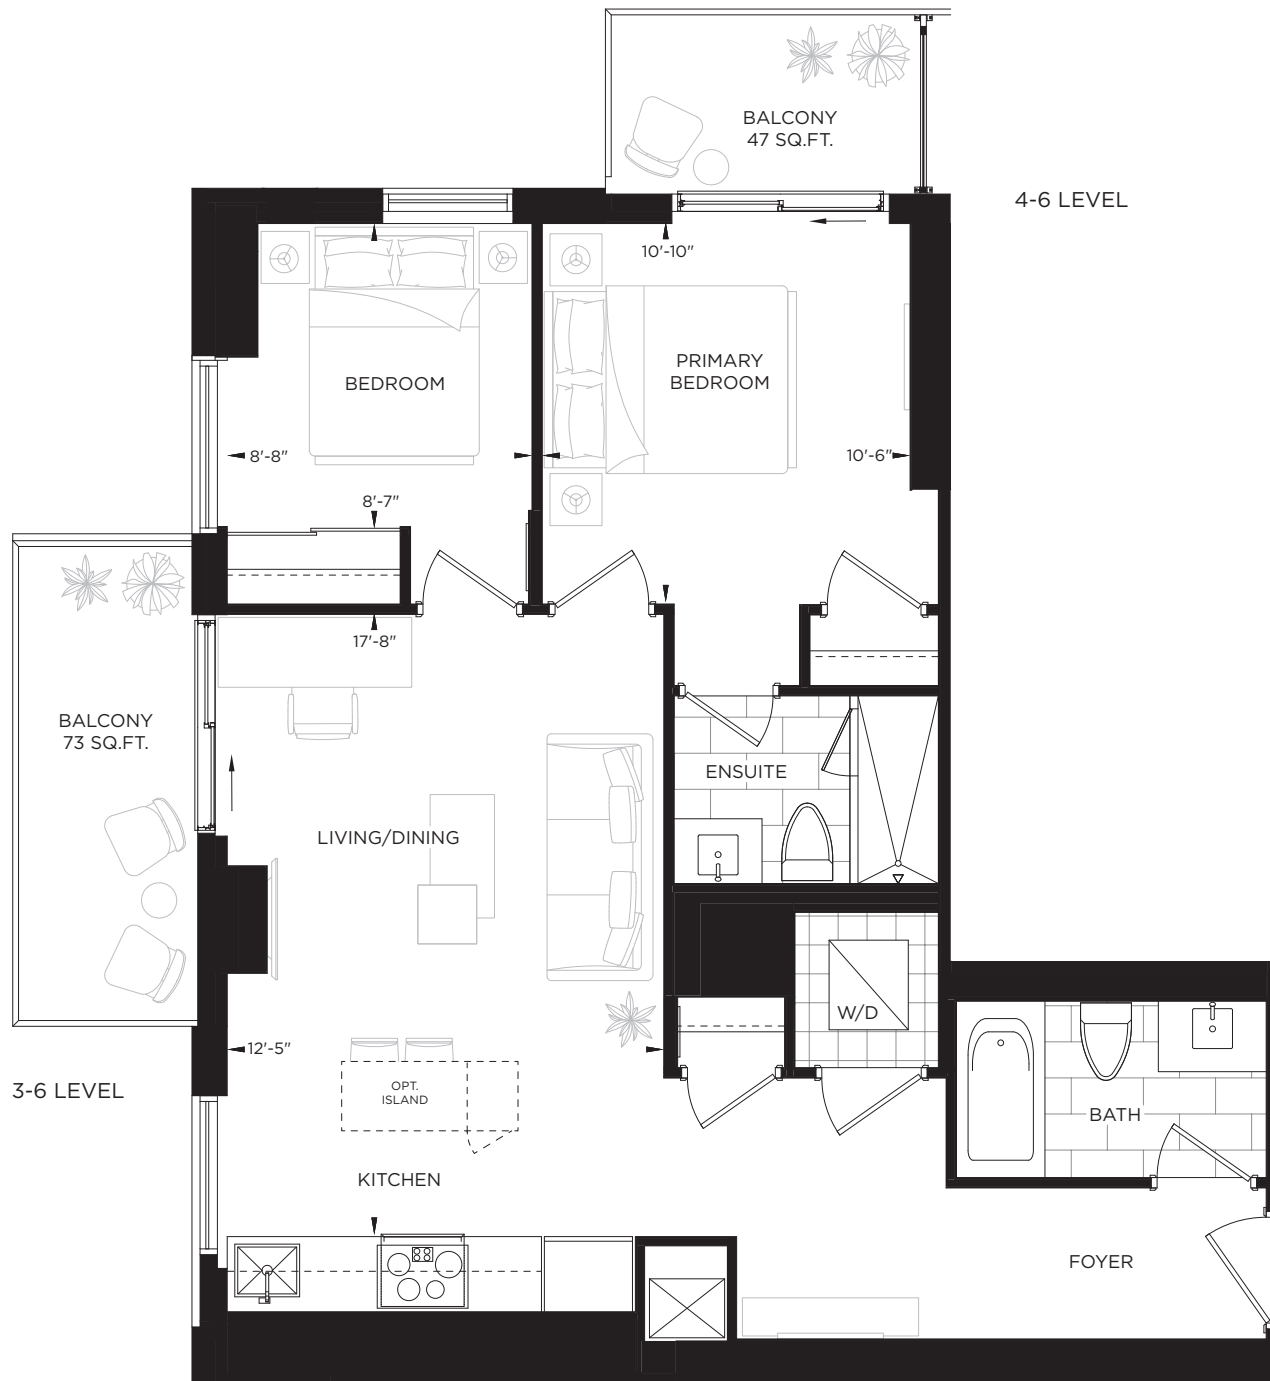 BALCONY
47 SQ.FT.
4-6 LEVEL
10'-10"
PRIMARY
BEDROOM
BEDROOM
8'-8"
10'-6"
8'-7"
17'-8"
BALCONY
73 SQ.FT.
ENSUITE
LIVING/DINING
W/D
12'-5"
3-6 LEVEL
OPT.
ISLAND
BATH
KITCHEN
FOYER